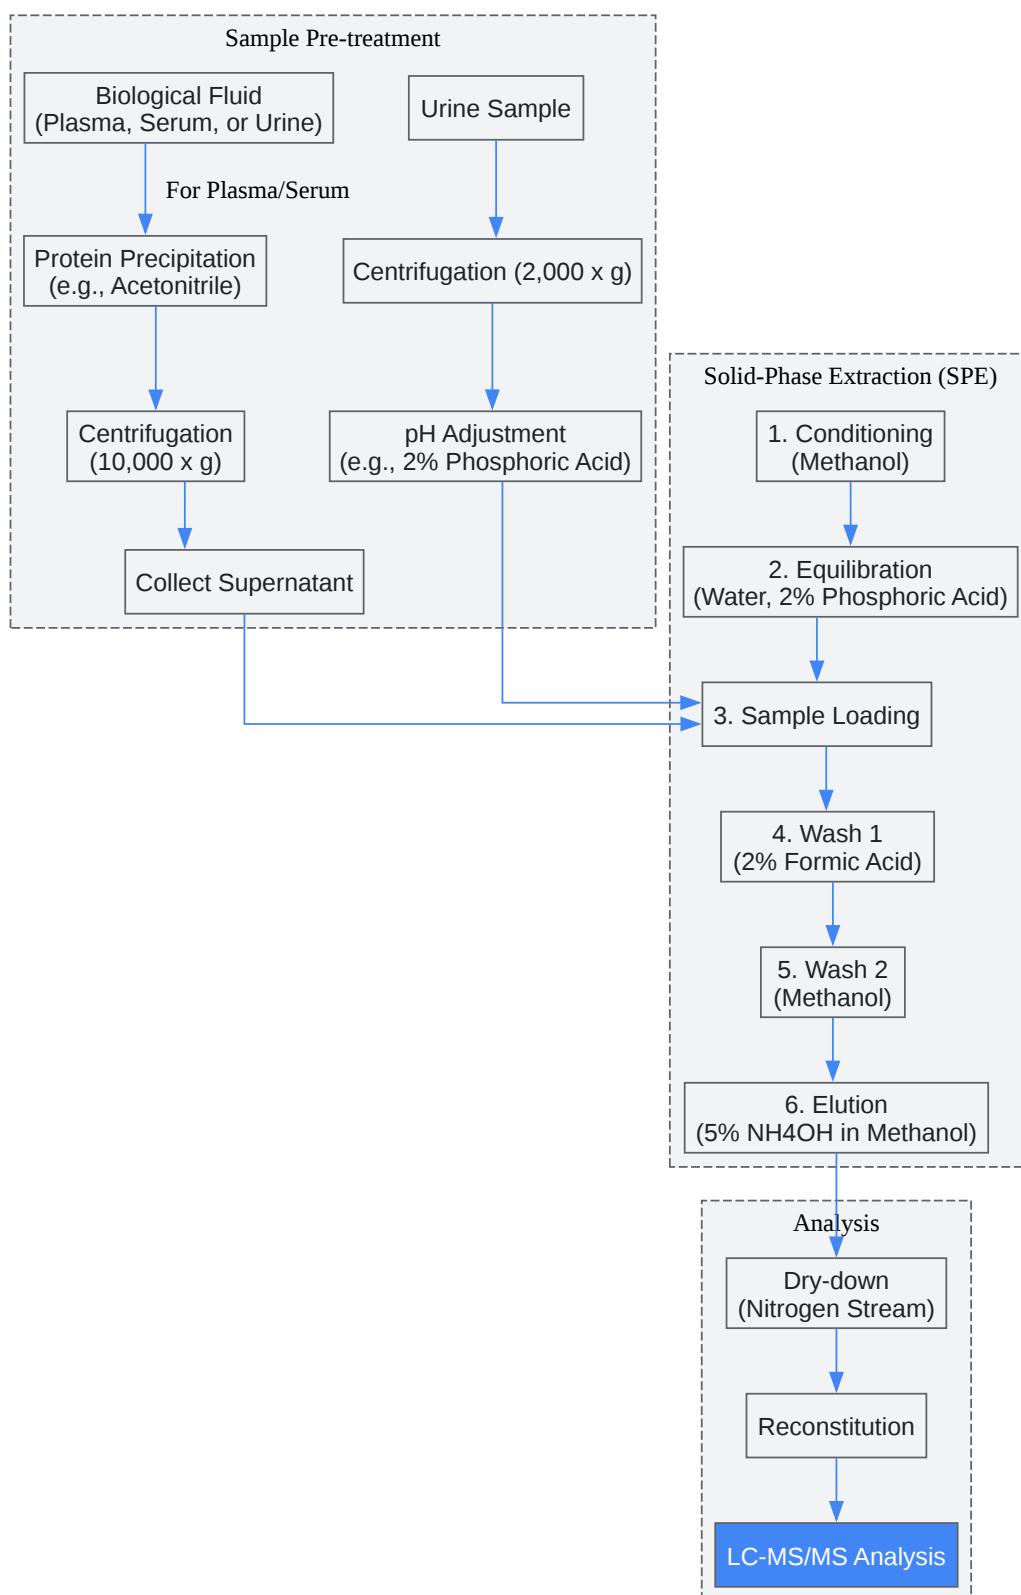 Sample Pre-treatment
Biological Fluid
(Plasma, Serum, or Urine)
For Plasma/Serum
Protein Precipitation
(e.g., Acetonitrile)
Centrifugation
(10,000 x g)
Collect Supernatant
Urine Sample
Centrifugation (2,000 x g)
pH Adjustment
(e.g., 2% Phosphoric Acid)
Solid-Phase Extraction (SPE)
1. Conditioning
(Methanol)
2. Equilibration
(Water, 2% Phosphoric Acid)
3. Sample Loading
4. Wash 1
(2% Formic Acid)
5. Wash 2
(Methanol)
6. Elution
(5% NH4OH in Methanol)
Analysis
Dry-down
(Nitrogen Stream)
Reconstitution
LC-MS/MS Analysis